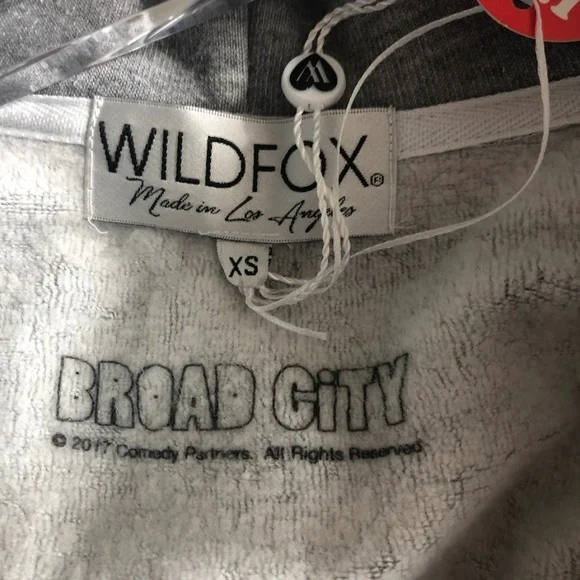 WILDFOX®
Made in Los Angeles
XS
BROAD CiTY
© 2017 Comedy Partners. All Rights Reserved